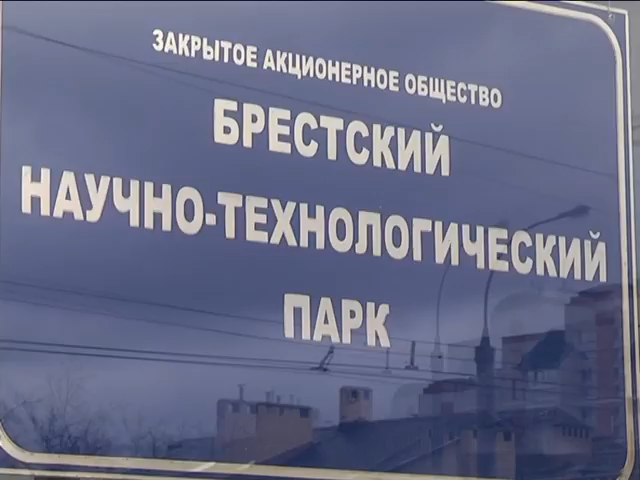 ЗАКРЫТОЕ АКЦИОНЕРНОЕ ОБЩЕСТВО
БРЕСТСКИЙ
НАУЧНО-ТЕХНОЛОГИЧЕСКИЙ
ПАРК